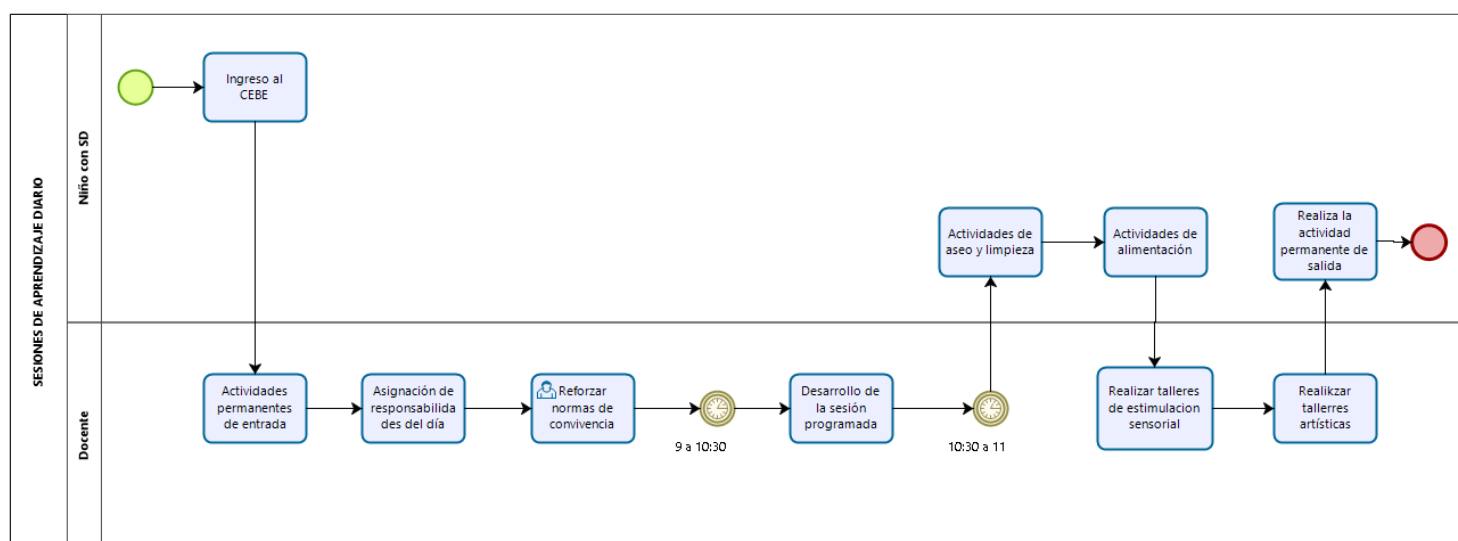 SESIONES DE APRENDIZAJE DIARIO
Niño con SD
Ingreso al
CEBE
Actividades de
aseo y limpieza
Actividades de
alimentación
Realiza la
actividad
permanente de
salida
Docente
Actividades
permanentes
de entrada
Asignación de
responsabilida
des del día
Reforzar
normas de
convivencia
9 a 10:30
Desarrollo de
la sesión
programada
10:30 a 11
Realizar talleres
de estimulacion
sensorial
Realikzar
tallerres
artísticas